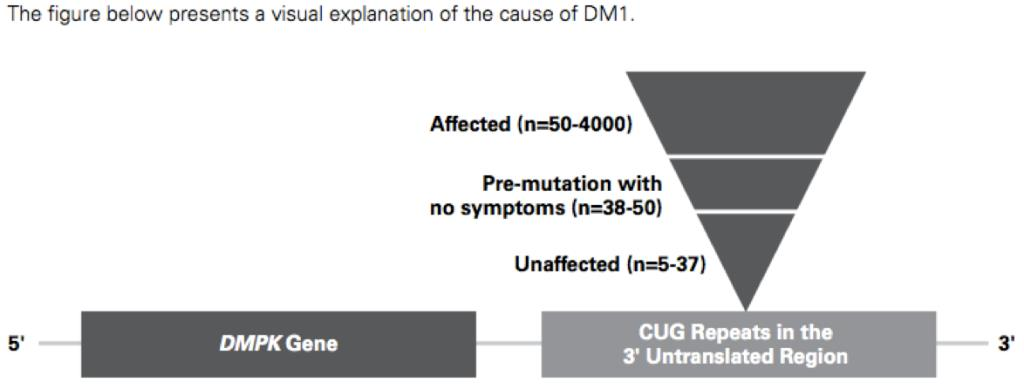 The figure below presents a visual explanation of the cause of DM1.
Affected (n=50-4000)
Pre-mutation with
no symptoms (n=38-50)
Unaffected (n=5-37)
5'
DMPK Gene
CUG Repeats in the
3' Untranslated Region
3'